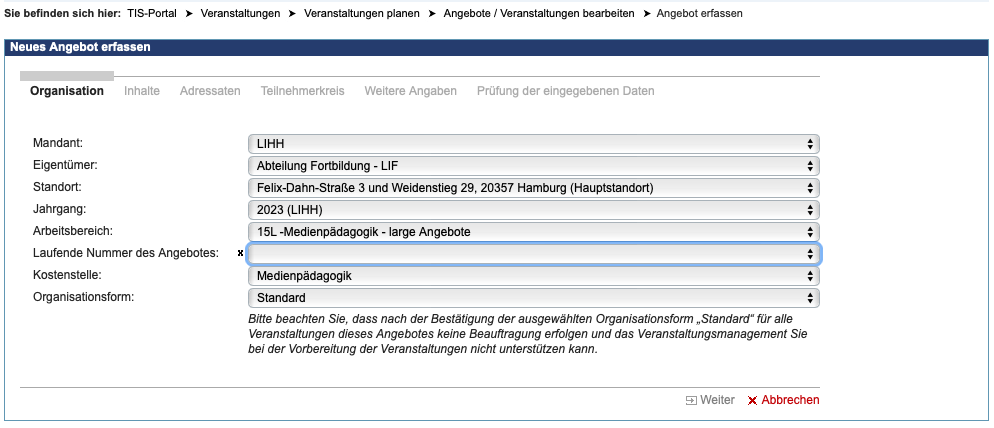 Sie befinden sich hier: TIS-Portal ➤ Veranstaltungen ➤ Veranstaltungen planen ➤ Angebote / Veranstaltungen bearbeiten ➤ Angebot erfassen
Neues Angebot erfassen
Organisation Inhalte Adressaten Teilnehmerkreis Weitere Angaben Prüfung der eingegebenen Daten
Mandant: LIHH
Eigentümer: Abteilung Fortbildung - LIF
Standort: Felix-Dahn-Straße 3 und Weidenstieg 29, 20357 Hamburg (Hauptstandort)
Jahrgang: 2023 (LIHH)
Arbeitsbereich: 15L -Medienpädagogik - large Angebote
Laufende Nummer des Angebotes: x
Kostenstelle: Medienpädagogik
Organisationsform: Standard
Bitte beachten Sie, dass nach der Bestätigung der ausgewählten Organisationsform „Standard“ für alle
Veranstaltungen dieses Angebotes keine Beauftragung erfolgen und das Veranstaltungsmanagement Sie
bei der Vorbereitung der Veranstaltungen nicht unterstützen kann.
Weiter Abbrechen